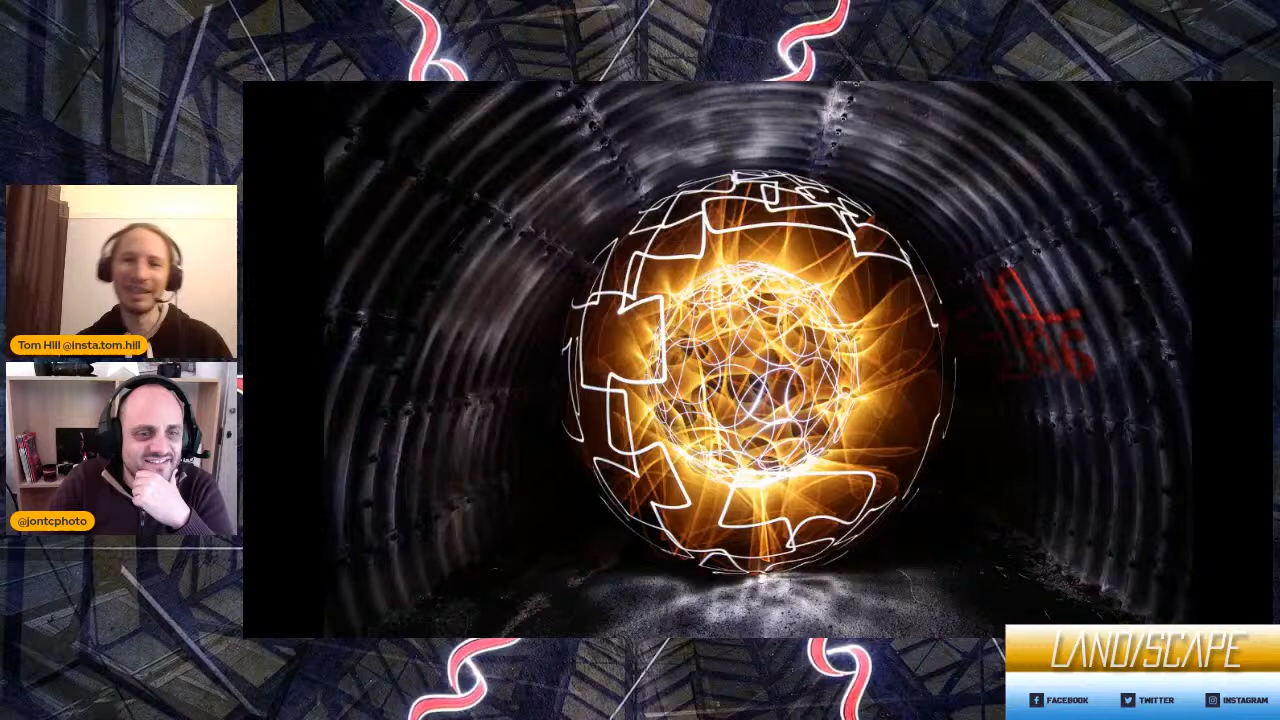 Tom Hill @insta.tom.hill
@jontcphoto
LAND/SCAPE
FACEBOOK
TWITTER
INSTAGRAM